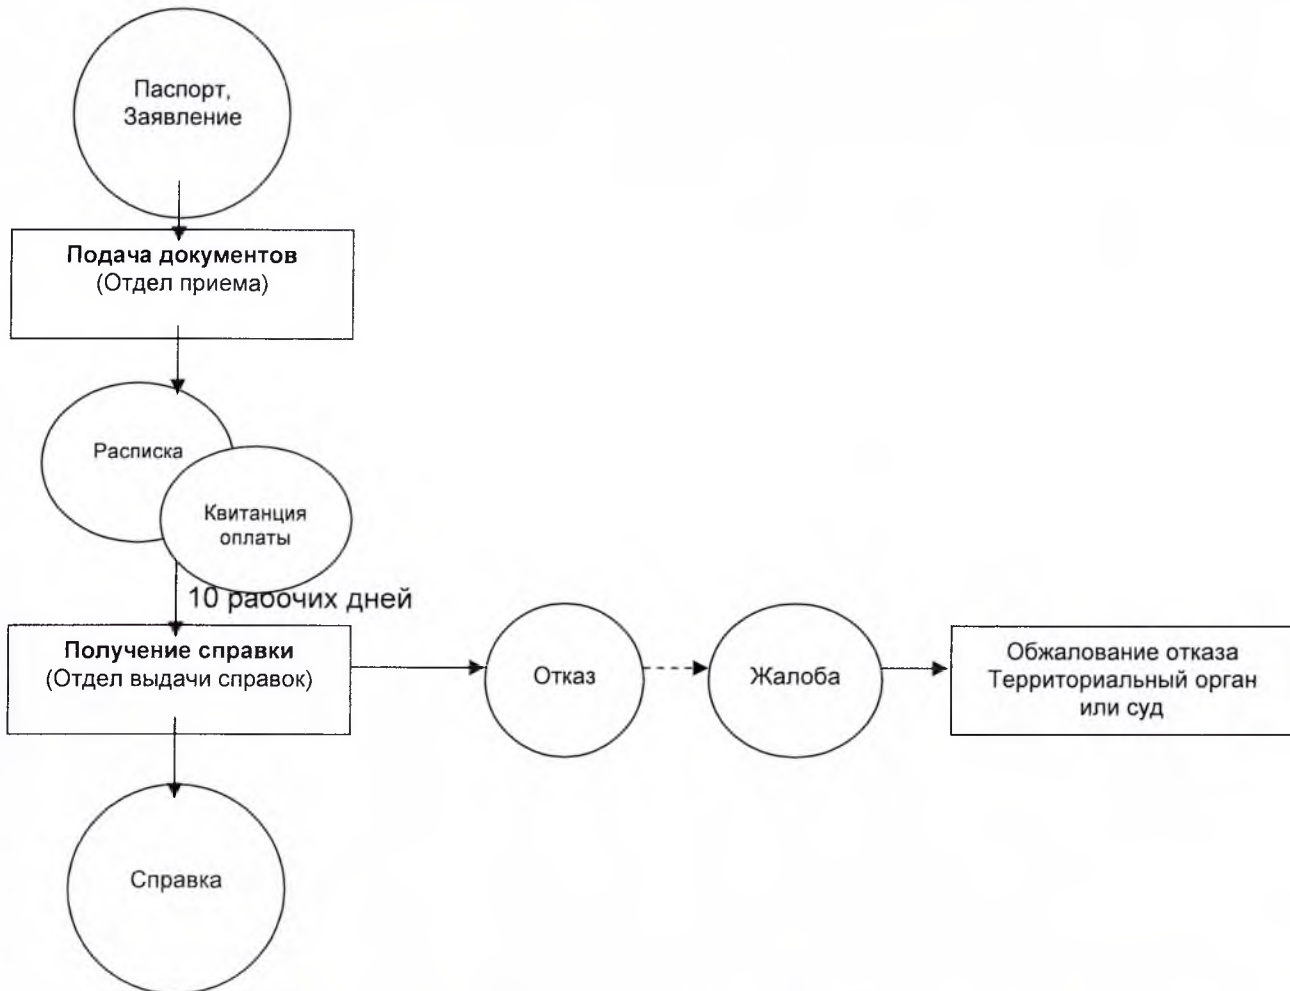 Паспорт,
Заявление
Подача документов
(Отдел приема)
Расписка
Квитанция
оплаты
10 рабочих дней
Получение справки
(Отдел выдачи справок)
Отказ
Жалоба
Обжалование отказа
Территориальный орган
или суд
Справка